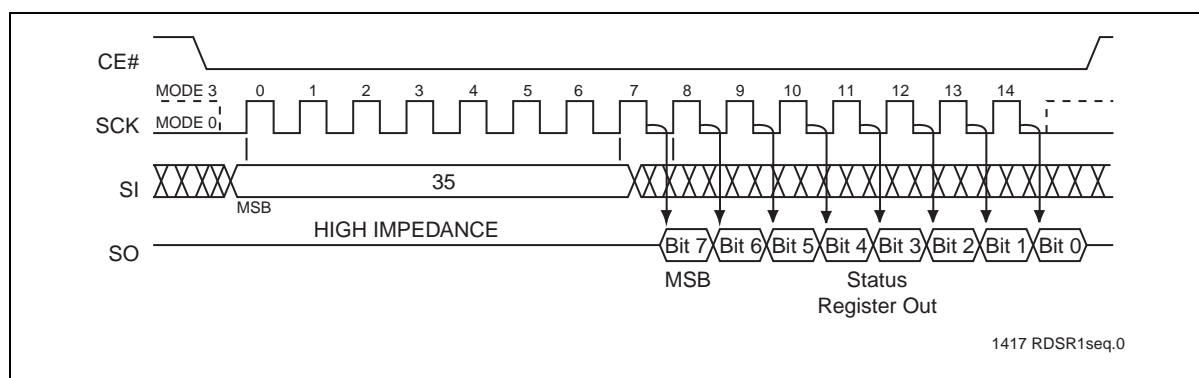 CE#
MODE 3 0 1 2 3 4 5 6 7 8 9 10 11 12 13 14
SCK MODE 0
SI 35
MSB
HIGH IMPEDANCE
SO Bit 7 Bit 6 Bit 5 Bit 4 Bit 3 Bit 2 Bit 1 Bit 0
MSB Status
Register Out
1417 RDSR1seq.0